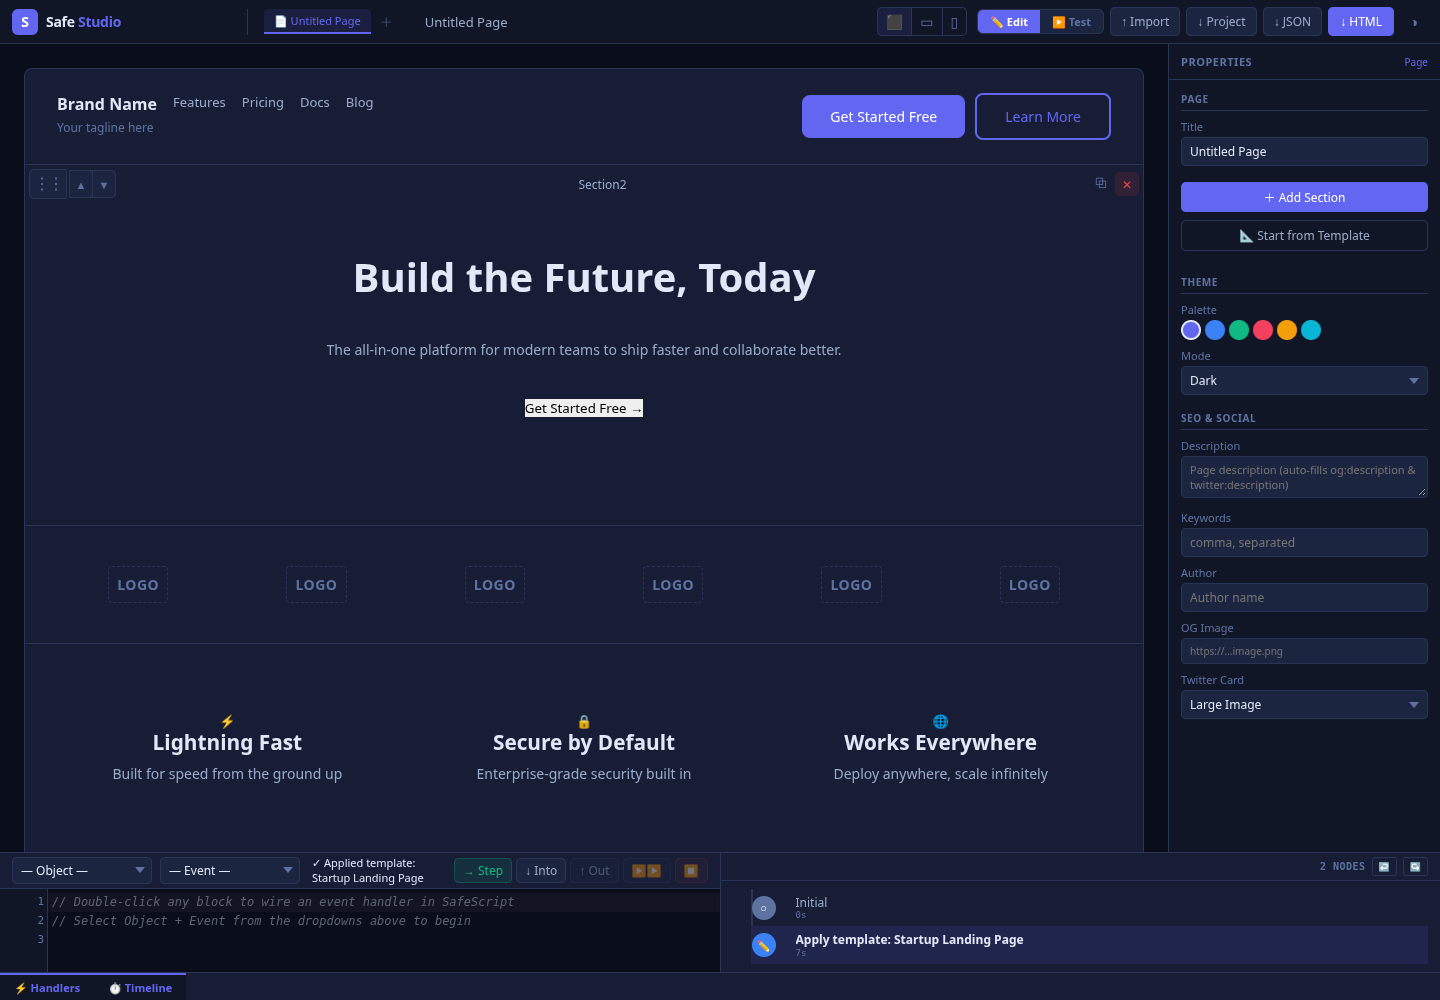 S Safe Studio
📄 Untitled Page
+
Untitled Page
✏️ Edit
▶️ Test
↑ Import
↓ Project
↓ JSON
↓ HTML
Brand Name
Features
Pricing
Docs
Blog
Your tagline here
Get Started Free
Learn More
Section2
Build the Future, Today
The all-in-one platform for modern teams to ship faster and collaborate better.
Get Started Free →
LOGO
LOGO
LOGO
LOGO
LOGO
LOGO
⚡
Lightning Fast
Built for speed from the ground up
🔒
Secure by Default
Enterprise-grade security built in
🌐
Works Everywhere
Deploy anywhere, scale infinitely
PROPERTIES
Page
PAGE
Title
Untitled Page
+ Add Section
📐 Start from Template
THEME
Palette
Mode
Dark
SEO & SOCIAL
Description
Page description (auto-fills og:description &
twitter:description)
Keywords
comma, separated
Author
Author name
OG Image
https://...image.png
Twitter Card
Large Image
— Object —
— Event —
✓ Applied template:
Startup Landing Page
→ Step
↓ Into
↑ Out
1 // Double-click any block to wire an event handler in SafeScript
2 // Select Object + Event from the dropdowns above to begin
3
2 NODES
Initial
0s
Apply template: Startup Landing Page
7s
⚡ Handlers
⏱️ Timeline